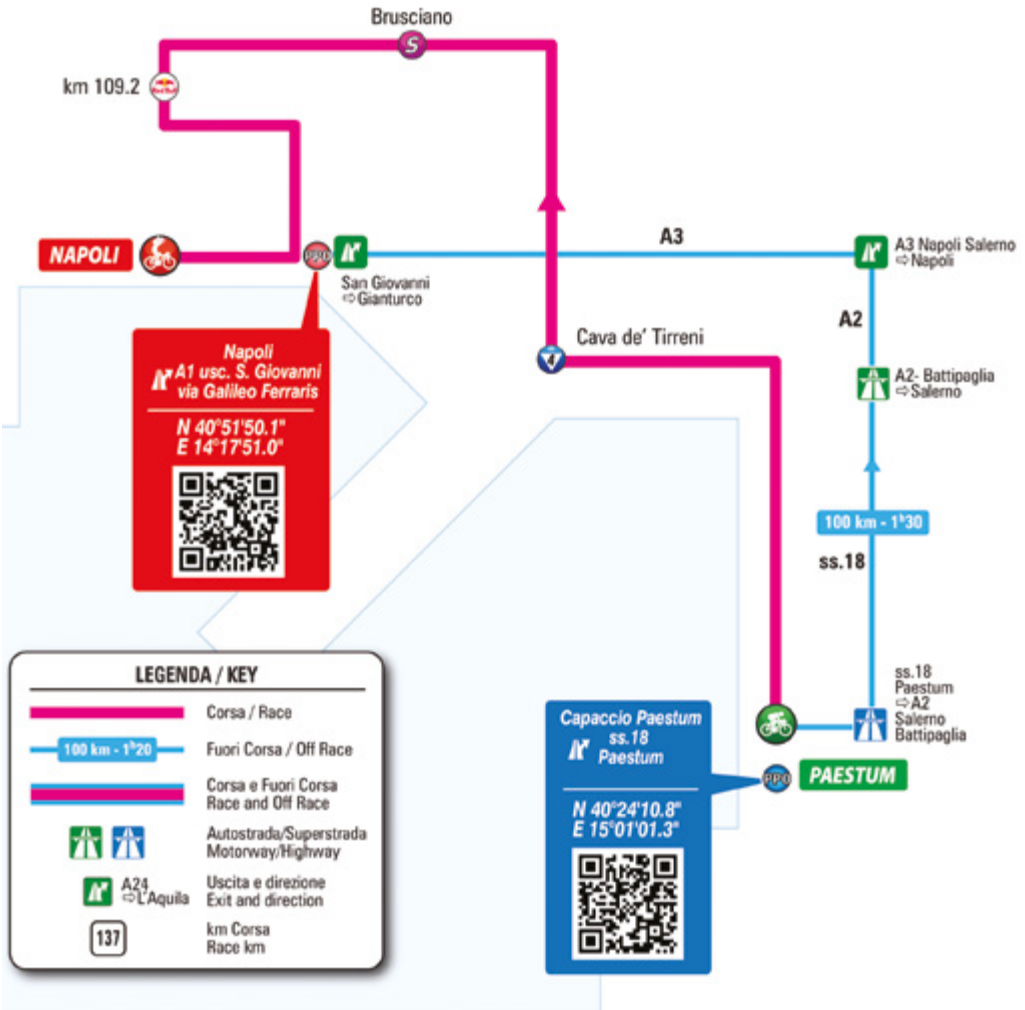 Brusciano
S
km 109.2
NAPOLI
PPO
San Giovanni
⇨Gianturco
A3
A3 Napoli Salerno
⇨Napoli
A2
A2- Battipaglia
⇨Salerno
Cava de’ Tirreni
4
Napoli
A1 usc. S. Giovanni
via Galileo Ferraris
N 40°51'50.1"
E 14°17'51.0"
100 km - 1ʰ30
ss.18
ss.18
Paestum
⇨A2
Salerno
Battipaglia
Capaccio Paestum
ss.18
Paestum
N 40°24'10.8"
E 15°01'01.3"
PPO
PAESTUM
LEGENDA / KEY
Corsa / Race
100 km - 1ʰ20
Fuori Corsa / Off Race
Corsa e Fuori Corsa
Race and Off Race
Autostrada/Superstrada
Motorway/Highway
A24
⇨L'Aquila
Uscita e direzione
Exit and direction
137
km Corsa
Race km